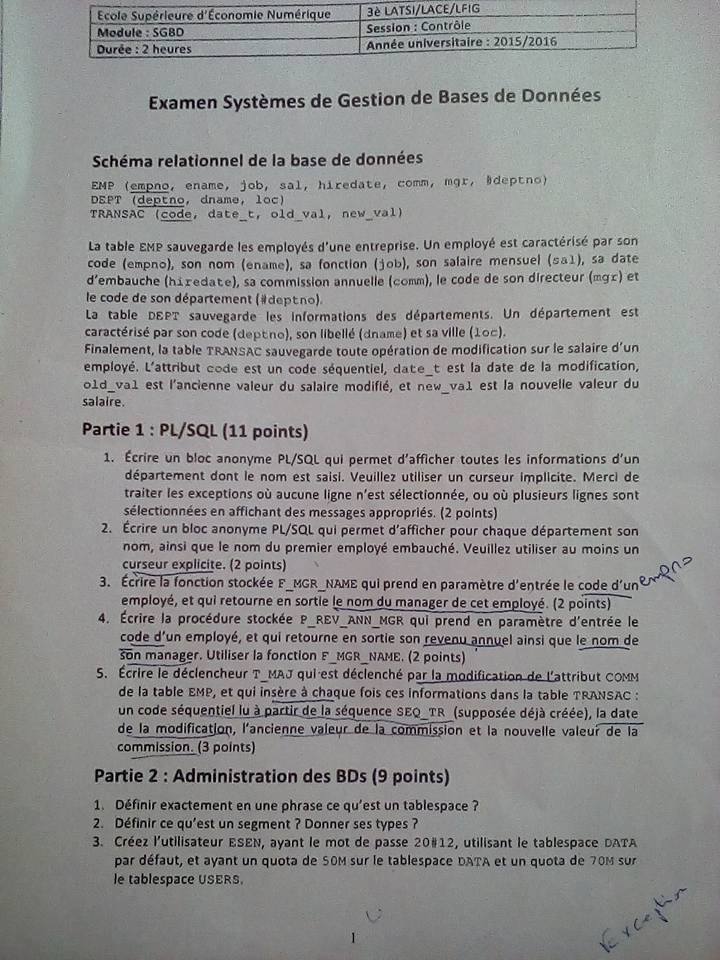 Ecole Supérieure d'Économie Numérique
3è LATSI/LACE/LFIG
Module : SGBD
Session : Contrôle
Durée : 2 heures
Année universitaire : 2015/2016
Examen Systèmes de Gestion de Bases de Données
Schéma relationnel de la base de données
EMP (empno, ename, job, sal, hiredate, comm, mgr, #deptno)
DEPT (deptno, dname, loc)
TRANSAC (code, date_t, old_val, new_val)
La table EMP sauvegarde les employés d'une entreprise. Un employé est caractérisé par son
code (empno), son nom (ename), sa fonction (job), son salaire mensuel (sal), sa date
d'embauche (hiredate), sa commission annuelle (comm), le code de son directeur (mgr) et
le code de son département (#deptno).
La table DEPT sauvegarde les informations des départements. Un département est
caractérisé par son code (deptno), son libellé (dname) et sa ville (loc).
Finalement, la table TRANSAC sauvegarde toute opération de modification sur le salaire d'un
employé. L'attribut code est un code séquentiel, date_t est la date de la modification,
old_val est l'ancienne valeur du salaire modifié, et new_val est la nouvelle valeur du
salaire.
Partie 1 : PL/SQL (11 points)
1. Écrire un bloc anonyme PL/SQL qui permet d'afficher toutes les informations d'un
département dont le nom est saisi. Veuillez utiliser un curseur implicite. Merci de
traiter les exceptions où aucune ligne n'est sélectionnée, ou où plusieurs lignes sont
sélectionnées en affichant des messages appropriés. (2 points)
2. Écrire un bloc anonyme PL/SQL qui permet d'afficher pour chaque département son
nom, ainsi que le nom du premier employé embauché. Veuillez utiliser au moins un
curseur explicite. (2 points)
3. Écrire la fonction stockée F_MGR_NAME qui prend en paramètre d'entrée le code d'un empno
employé, et qui retourne en sortie le nom du manager de cet employé. (2 points)
4. Écrire la procédure stockée P_REV_ANN_MGR qui prend en paramètre d'entrée le
code d'un employé, et qui retourne en sortie son revenu annuel ainsi que le nom de
son manager. Utiliser la fonction F_MGR_NAME. (2 points)
5. Écrire le déclencheur T_MAJ qui est déclenché par la modification de l'attribut COMM
de la table EMP, et qui insère à chaque fois ces informations dans la table TRANSAC :
un code séquentiel lu à partir de la séquence SEQ_TR (supposée déjà créée), la date
de la modification, l'ancienne valeur de la commission et la nouvelle valeur de la
commission. (3 points)
Partie 2 : Administration des BDs (9 points)
1. Définir exactement en une phrase ce qu'est un tablespace ?
2. Définir ce qu'est un segment ? Donner ses types ?
3. Créez l'utilisateur ESEN, ayant le mot de passe 20#12, utilisant le tablespace DATA
par défaut, et ayant un quota de 50M sur le tablespace DATA et un quota de 70M sur
le tablespace USERS.
Exception
1